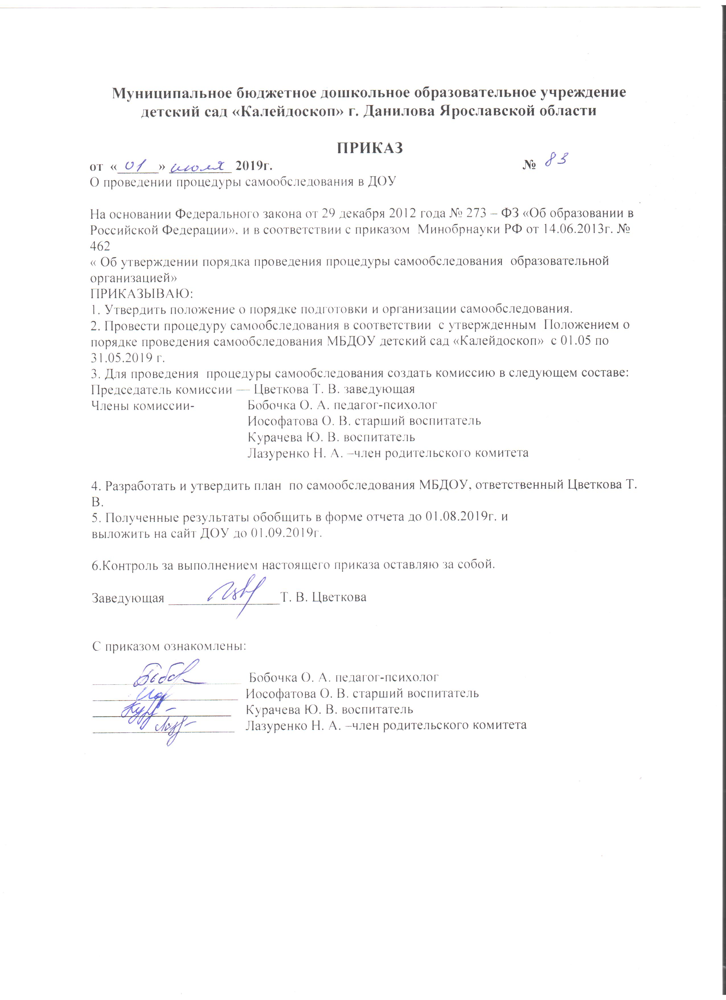 Муниципальное бюджетное дошкольное образовательное учреждение
детский сад «Калейдоскоп» г. Данилова Ярославской области
ПРИКАЗ
от «01» июля 2019г. № 83
О проведении процедуры самообследования в ДОУ
На основании Федерального закона от 29 декабря 2012 года № 273 – ФЗ «Об образовании в
Российской Федерации». и в соответствии с приказом Минобрнауки РФ от 14.06.2013г. №
462
« Об утверждении порядка проведения процедуры самообследования образовательной
организацией»
ПРИКАЗЫВАЮ:
1. Утвердить положение о порядке подготовки и организации самообследования.
2. Провести процедуру самообследования в соответствии с утвержденным Положением о
порядке проведения самообследования МБДОУ детский сад «Калейдоскоп» с 01.05 по
31.05.2019 г.
3. Для проведения процедуры самообследования создать комиссию в следующем составе:
Председатель комиссии — Цветкова Т. В. заведующая
Члены комиссии- Бобочка О. А. педагог-психолог
Иософатова О. В. старший воспитатель
Курачева Ю. В. воспитатель
Лазуренко Н. А. –член родительского комитета
4. Разработать и утвердить план по самообследования МБДОУ, ответственный Цветкова Т.
В.
5. Полученные результаты обобщить в форме отчета до 01.08.2019г. и
выложить на сайт ДОУ до 01.09.2019г.
6.Контроль за выполнением настоящего приказа оставляю за собой.
Заведующая Т. В. Цветкова
С приказом ознакомлены:
Бобочка О. А. педагог-психолог
Иософатова О. В. старший воспитатель
Курачева Ю. В. воспитатель
Лазуренко Н. А. –член родительского комитета